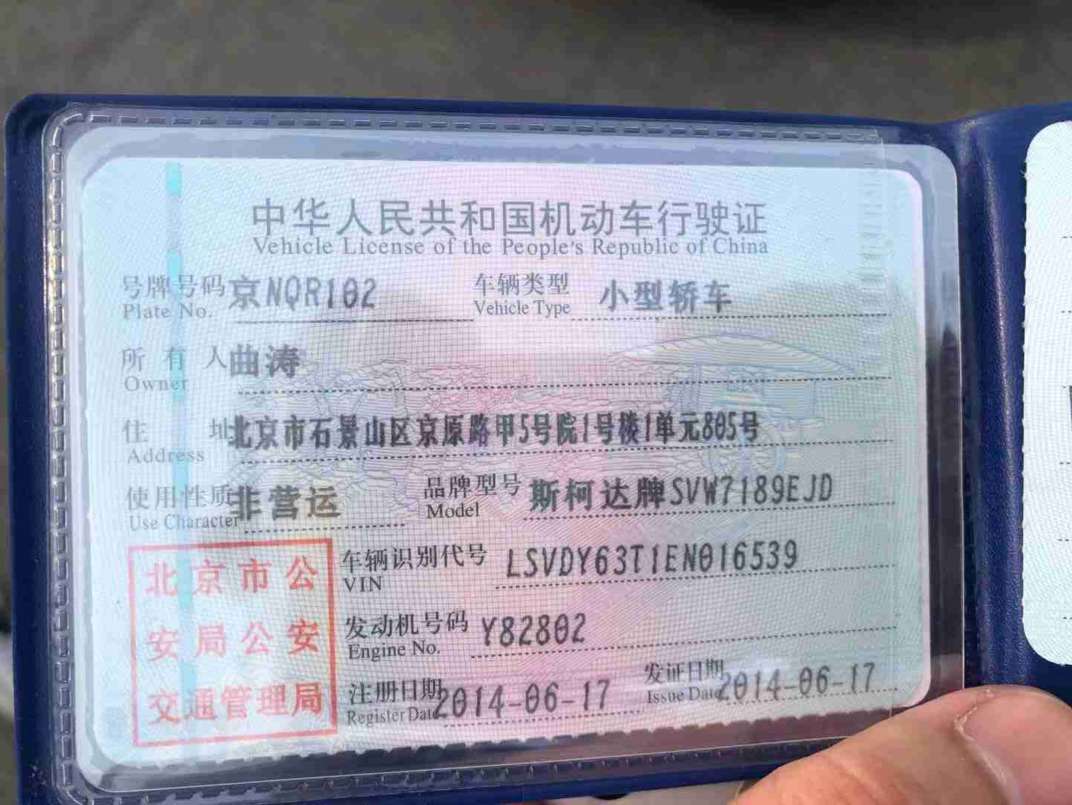 中华人民共和国机动车行驶证
Vehicle License of the People's Republic of China
号牌号码 京NQR102 车辆类型 小型轿车
Plate No. Vehicle Type
所有人 曲涛
Owner
住址 北京市石景山区京原路甲5号院1号楼1单元805号
Address
使用性质 非营运 品牌型号 斯柯达牌SVW7189EJD
Use Character Model
车辆识别代号 LSVDY63T1EN016539
VIN
发动机号码 Y82802
Engine No.
注册日期 2014-06-17 发证日期 2014-06-17
Register Date Issue Date
北京市公
安局公安
交通管理局